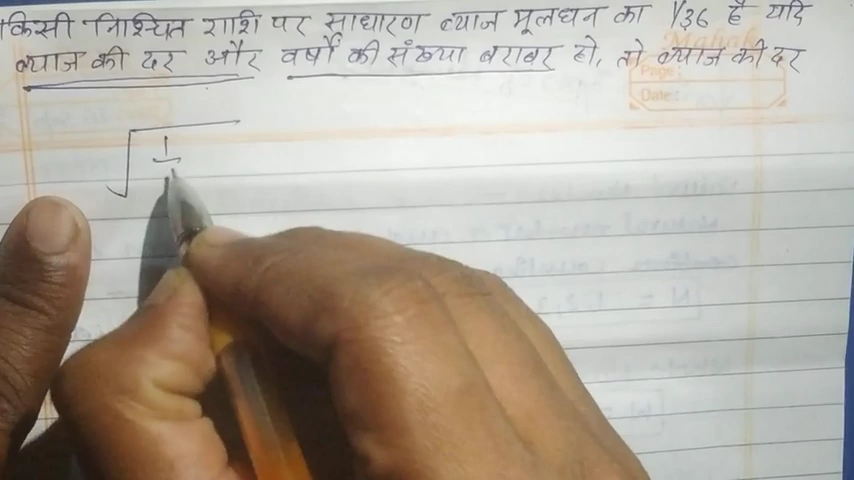 किसी निश्चित राशि पर साधारण ब्याज मूलधन का 1/36 है यदि
ब्याज की दर और वर्षों की संख्या बराबर हो, तो ब्याज की दर
Page:
Date:
√1